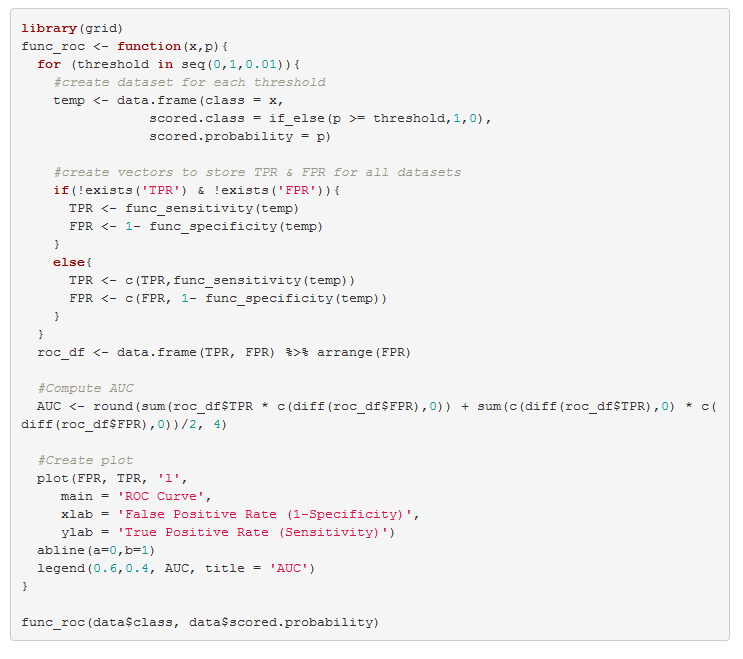 library(grid)
func_roc <- function(x,p){
  for (threshold in seq(0,1,0.01)){
    #create dataset for each threshold
    temp <- data.frame(class = x,
                scored.class = if_else(p >= threshold,1,0),
                scored.probability = p)

    #create vectors to store TPR & FPR for all datasets
    if(!exists('TPR') & !exists('FPR')){
      TPR <- func_sensitivity(temp)
      FPR <- 1- func_specificity(temp)
    }
    else{
      TPR <- c(TPR,func_sensitivity(temp))
      FPR <- c(FPR, 1- func_specificity(temp))
    }
  }
  roc_df <- data.frame(TPR, FPR) %>% arrange(FPR)

  #Compute AUC
  AUC <- round(sum(roc_df$TPR * c(diff(roc_df$FPR),0)) + sum(c(diff(roc_df$TPR),0) * c(
diff(roc_df$FPR),0))/2, 4)

  #Create plot
  plot(FPR, TPR, 'l',
     main = 'ROC Curve',
     xlab = 'False Positive Rate (1-Specificity)',
     ylab = 'True Positive Rate (Sensitivity)')
  abline(a=0,b=1)
  legend(0.6,0.4, AUC, title = 'AUC')
}

func_roc(data$class, data$scored.probability)